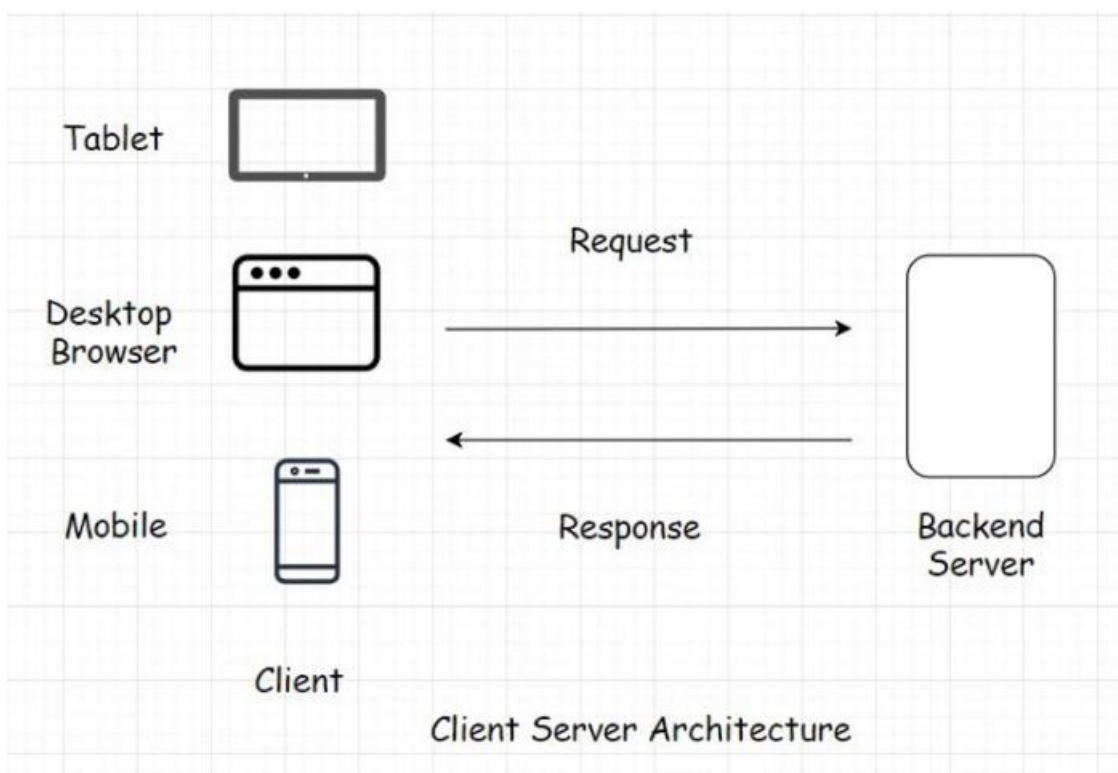 Tablet
Request
Desktop
Browser
Mobile
Response
Backend
Server
Client
Client Server Architecture